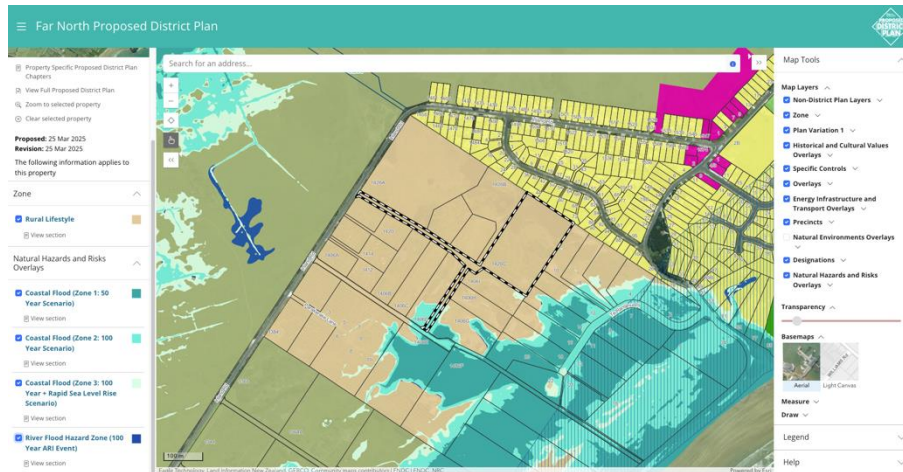 Far North Proposed District Plan
PROPOSED
DISTRICT
PLAN
Property Specific Proposed District Plan
Chapters
View Full Proposed District Plan
Zoom to selected property
Clear selected property
Proposed: 25 Mar 2025
Revision: 25 Mar 2025
The following information applies to
this property
Zone
Rural Lifestyle
View section
Natural Hazards and Risks
Overlays
Coastal Flood (Zone 1: 50
Year Scenario)
View section
Coastal Flood (Zone 2: 100
Year Scenario)
View section
Coastal Flood (Zone 3: 100
Year + Rapid Sea Level Rise
Scenario)
View section
River Flood Hazard Zone (100
Year ARI Event)
View section
Search for an address...
100 m
Map Tools
Map Layers
Non-District Plan Layers
Zone
Plan Variation 1
Historical and Cultural Values
Overlays
Specific Controls
Overlays
Energy Infrastructure and
Transport Overlays
Precincts
Natural Environments Overlays
Designations
Natural Hazards and Risks
Overlays
Transparency
Basemaps
Aerial
Light Canvas
Measure
Draw
Legend
Help